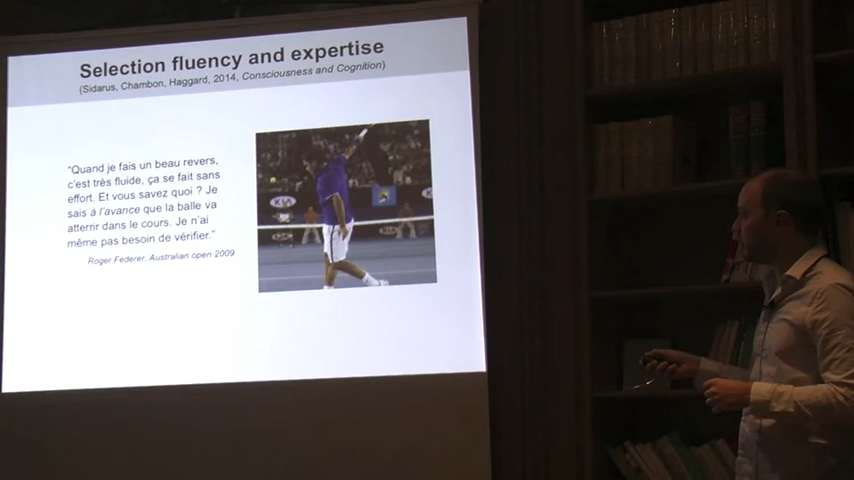 Selection fluency and expertise
(Sidarus, Chambon, Haggard, 2014, Consciousness and Cognition)
“Quand je fais un beau revers,
c’est très fluide, ça se fait sans
effort. Et vous savez quoi ? Je
sais à l’avance que la balle va
atterrir dans le cours. Je n’ai
même pas besoin de vérifier.”
Roger Federer, Australian open 2009
KIA
KIA